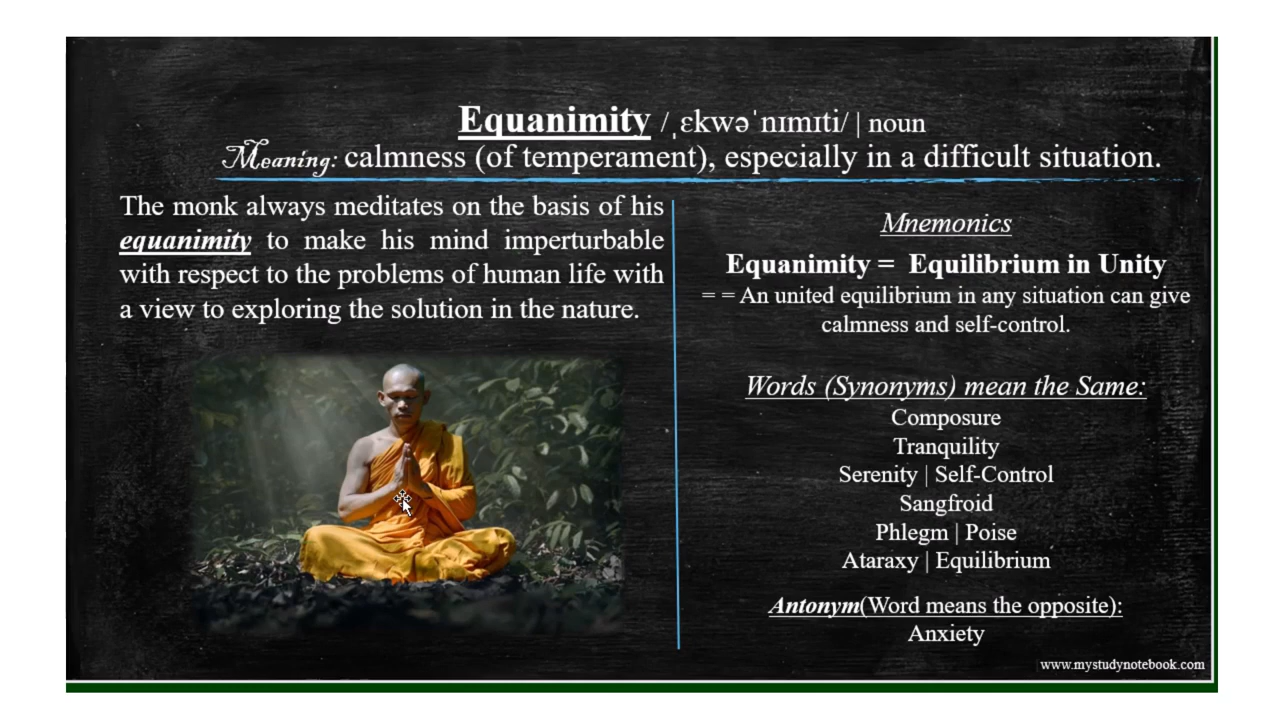 Equanimity /ˌɛkwəˈnɪmɪti/ | noun
Meaning: calmness (of temperament), especially in a difficult situation.
The monk always meditates on the basis of his
equanimity to make his mind imperturbable
with respect to the problems of human life with
a view to exploring the solution in the nature.
Mnemonics
Equanimity = Equilibrium in Unity
= = An united equilibrium in any situation can give
calmness and self-control.
Words (Synonyms) mean the Same:
Composure
Tranquility
Serenity | Self-Control
Sangfroid
Phlegm | Poise
Ataraxy | Equilibrium
Antonym(Word means the opposite):
Anxiety
www.mystudynotebook.com